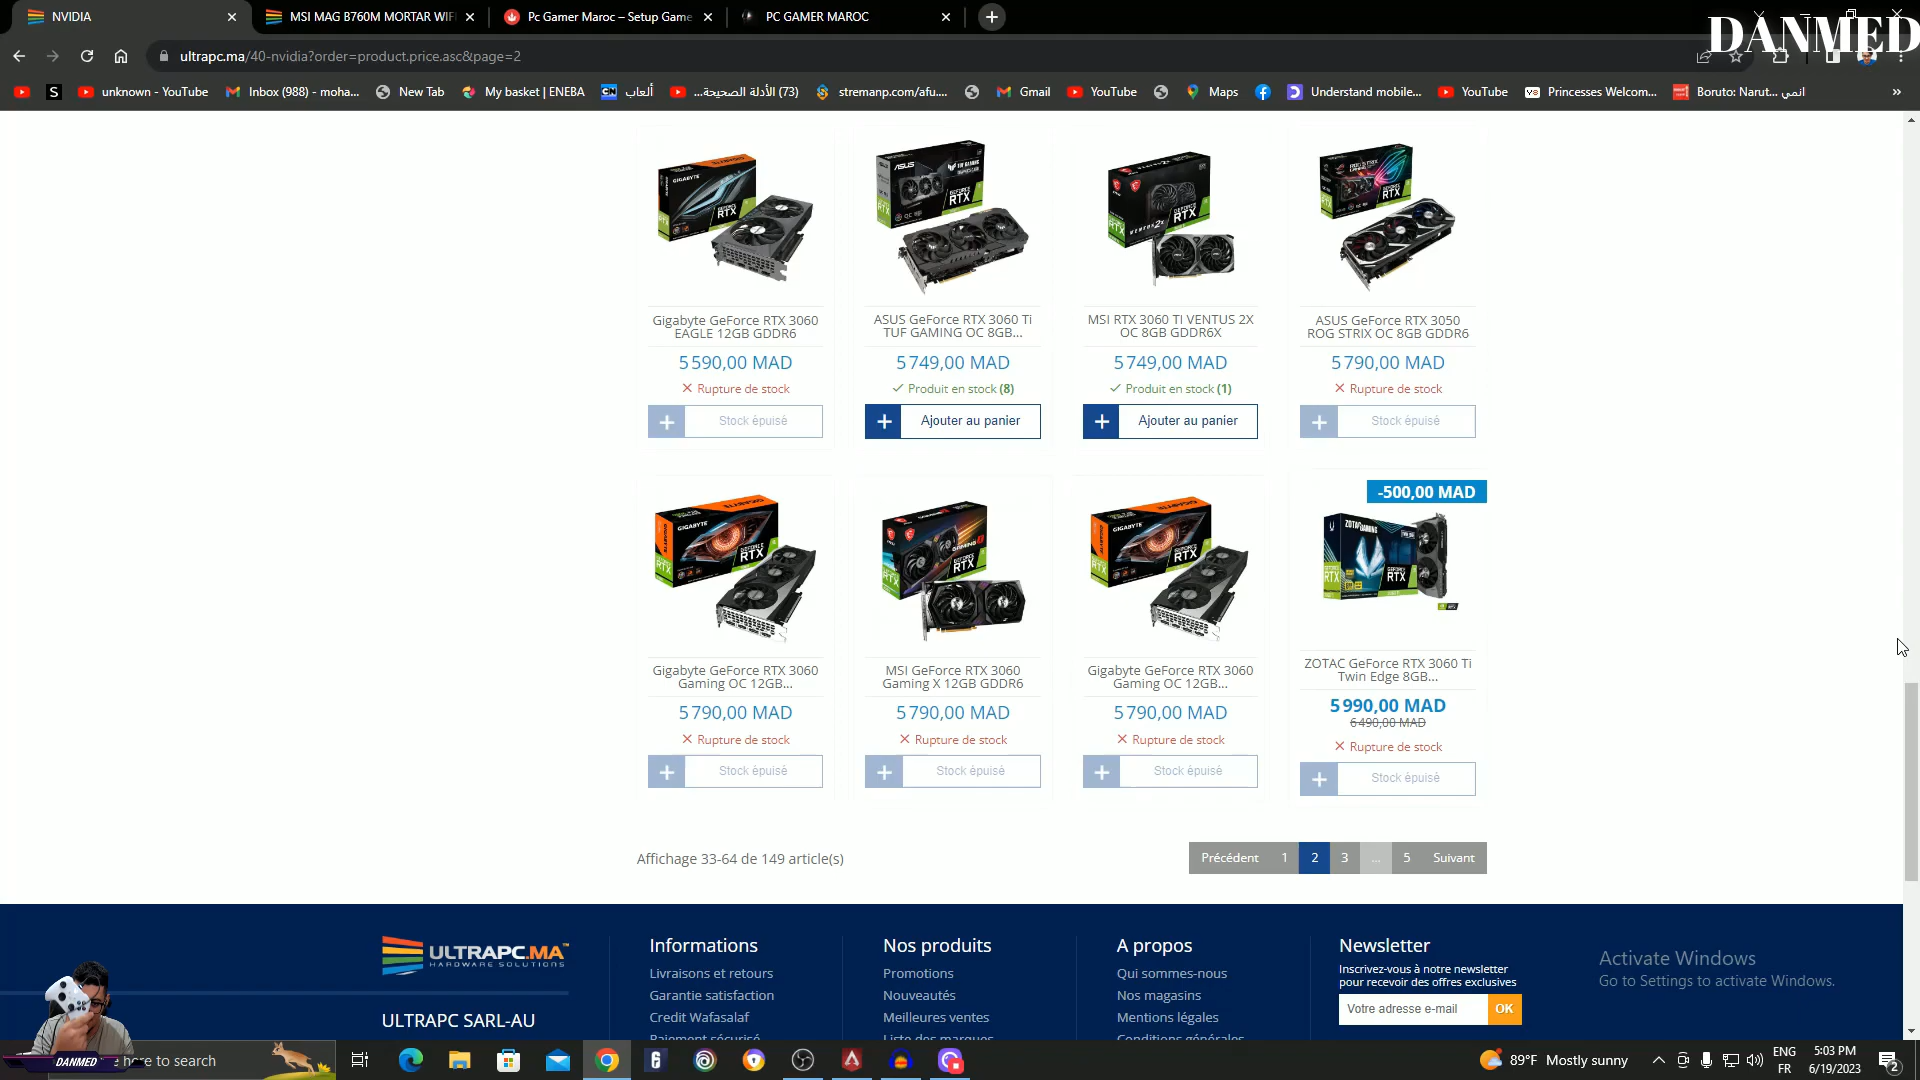 NVIDIA
MSI MAG B760M MORTAR WIF
Pc Gamer Maroc – Setup Game
PC GAMER MAROC
DANMED
ultrapc.ma/40-nvidia?order=product.price.asc&page=2
unknown - YouTube
Inbox (988) - moha...
New Tab
My basket | ENEBA
ألعاب
(73) الأدلة الصحيحة...
stremanp.com/afu....
Gmail
YouTube
Maps
Understand mobile...
YouTube
Princesses Welcom...
Boruto: Narut... انمي
»
Gigabyte GeForce RTX 3060
EAGLE 12GB GDDR6
5 590,00 MAD
Rupture de stock
Stock épuisé
ASUS GeForce RTX 3060 Ti
TUF GAMING OC 8GB...
5 749,00 MAD
Produit en stock (8)
Ajouter au panier
MSI RTX 3060 TI VENTUS 2X
OC 8GB GDDR6X
5 749,00 MAD
Produit en stock (1)
Ajouter au panier
ASUS GeForce RTX 3050
ROG STRIX OC 8GB GDDR6
5 790,00 MAD
Rupture de stock
Stock épuisé
Gigabyte GeForce RTX 3060
Gaming OC 12GB...
5 790,00 MAD
Rupture de stock
Stock épuisé
MSI GeForce RTX 3060
Gaming X 12GB GDDR6
5 790,00 MAD
Rupture de stock
Stock épuisé
Gigabyte GeForce RTX 3060
Gaming OC 12GB...
5 790,00 MAD
Rupture de stock
Stock épuisé
-500,00 MAD
ZOTAC GeForce RTX 3060 Ti
Twin Edge 8GB...
5 990,00 MAD
6 490,00 MAD
Rupture de stock
Stock épuisé
Affichage 33-64 de 149 article(s)
Précédent 1 2 3 ... 5 Suivant
ULTRAPC.MA
HARDWARE SOLUTIONS
ULTRAPC SARL-AU
Informations
Livraisons et retours
Garantie satisfaction
Credit Wafasalaf
Paiement sécurisé
Nos produits
Promotions
Nouveautés
Meilleures ventes
Liste des marques
A propos
Qui sommes-nous
Nos magasins
Mentions légales
Conditions générales
Newsletter
Inscrivez-vous à notre newsletter
pour recevoir des offres exclusives
Votre adresse e-mail
OK
Activate Windows
Go to Settings to activate Windows.
DANMED
here to search
89°F Mostly sunny
ENG
FR
5:03 PM
6/19/2023
2